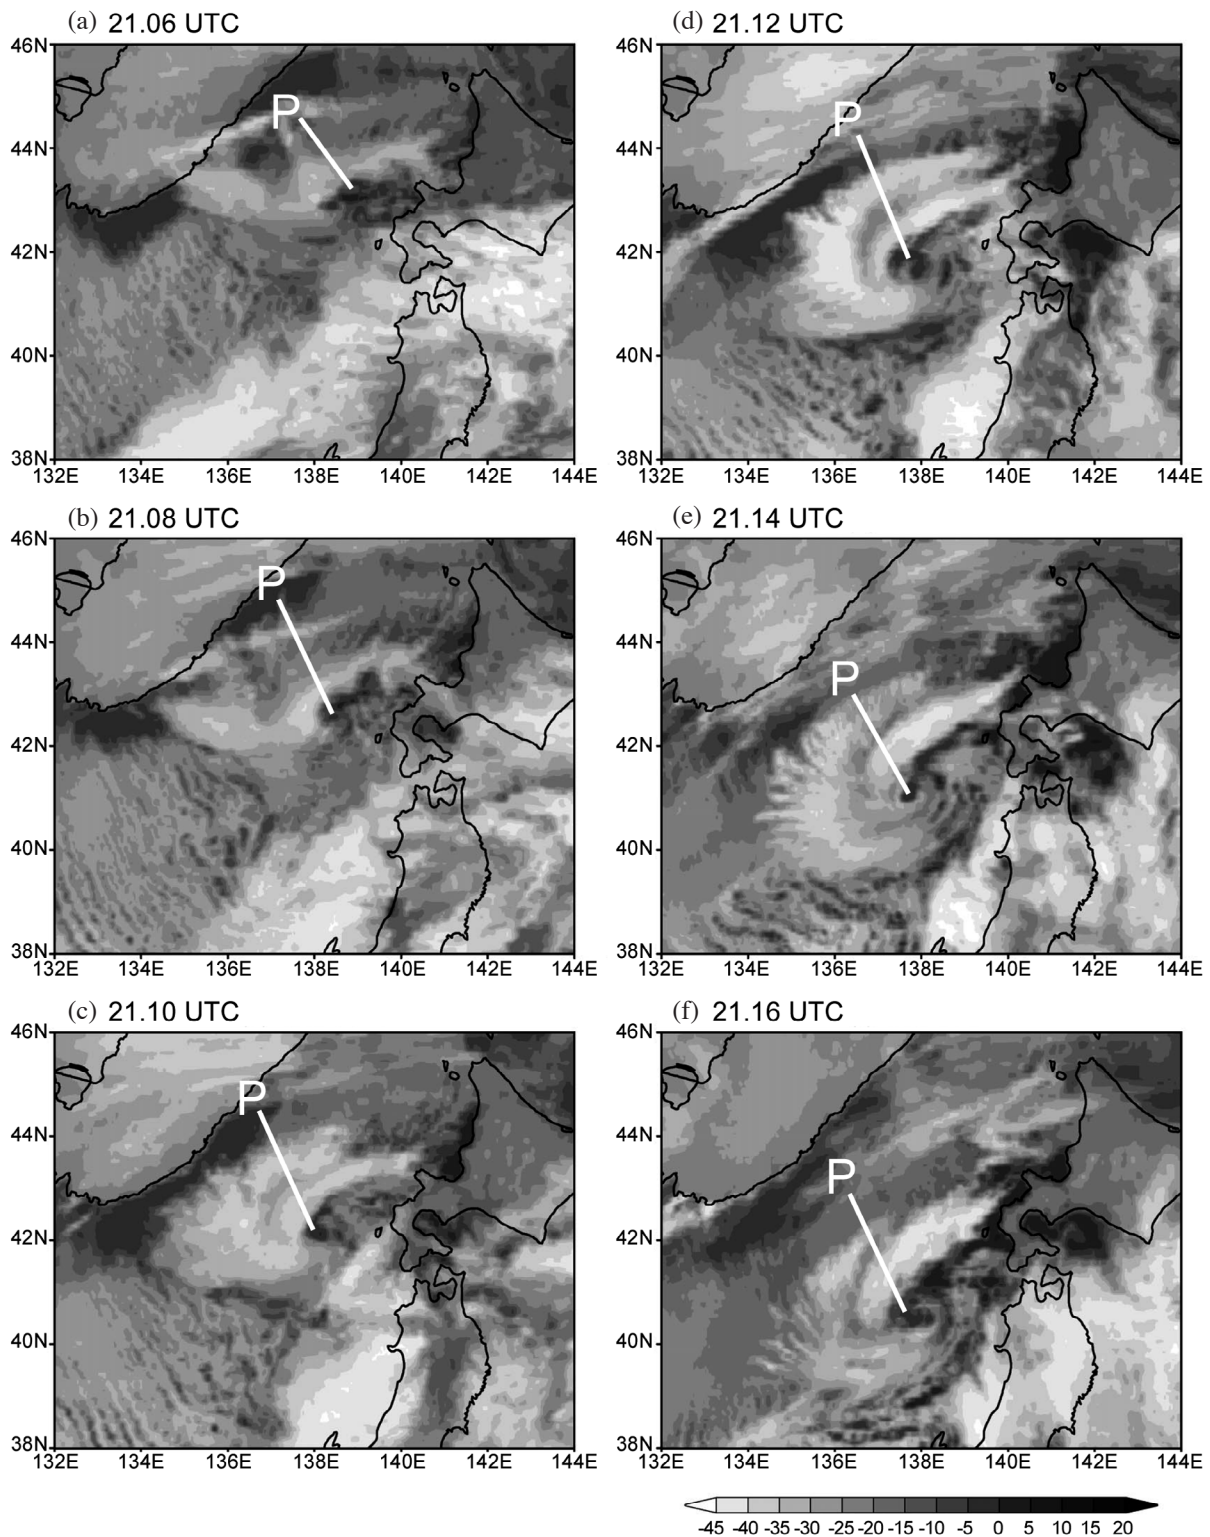 (a) 21.06 UTC
P
46N
44N
42N
40N
38N
132E 134E 136E 138E 140E 142E 144E
(d) 21.12 UTC
P
46N
44N
42N
40N
38N
132E 134E 136E 138E 140E 142E 144E
(b) 21.08 UTC
P
46N
44N
42N
40N
38N
132E 134E 136E 138E 140E 142E 144E
(e) 21.14 UTC
P
46N
44N
42N
40N
38N
132E 134E 136E 138E 140E 142E 144E
(c) 21.10 UTC
P
46N
44N
42N
40N
38N
132E 134E 136E 138E 140E 142E 144E
(f) 21.16 UTC
P
46N
44N
42N
40N
38N
132E 134E 136E 138E 140E 142E 144E
-45 -40 -35 -30 -25 -20 -15 -10 -5 0 5 10 15 20